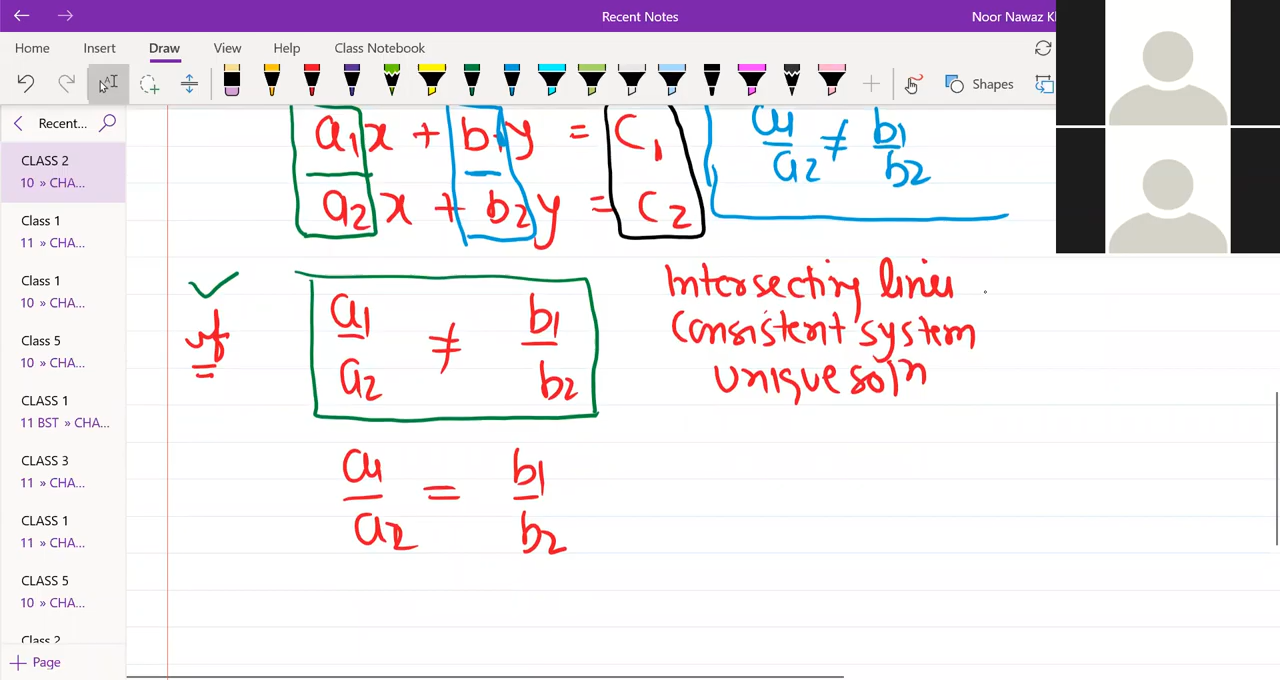 Recent Notes
Noor Nawaz Kh
Home Insert Draw View Help Class Notebook
Shapes
Recent...
CLASS 2
10 » CHA...
Class 1
11 » CHA...
Class 1
10 » CHA...
Class 5
10 » CHA...
CLASS 1
11 BST » CHA...
CLASS 3
11 » CHA...
CLASS 1
11 » CHA...
CLASS 5
10 » CHA...
Class 2
Page
a1x + b1y = C1
a2x + b2y = C2
a1/a2 ≠ b1/b2
if
a1/a2 ≠ b1/b2
Intersecting lines
Consistent system
unique soln
a1/a2 = b1/b2